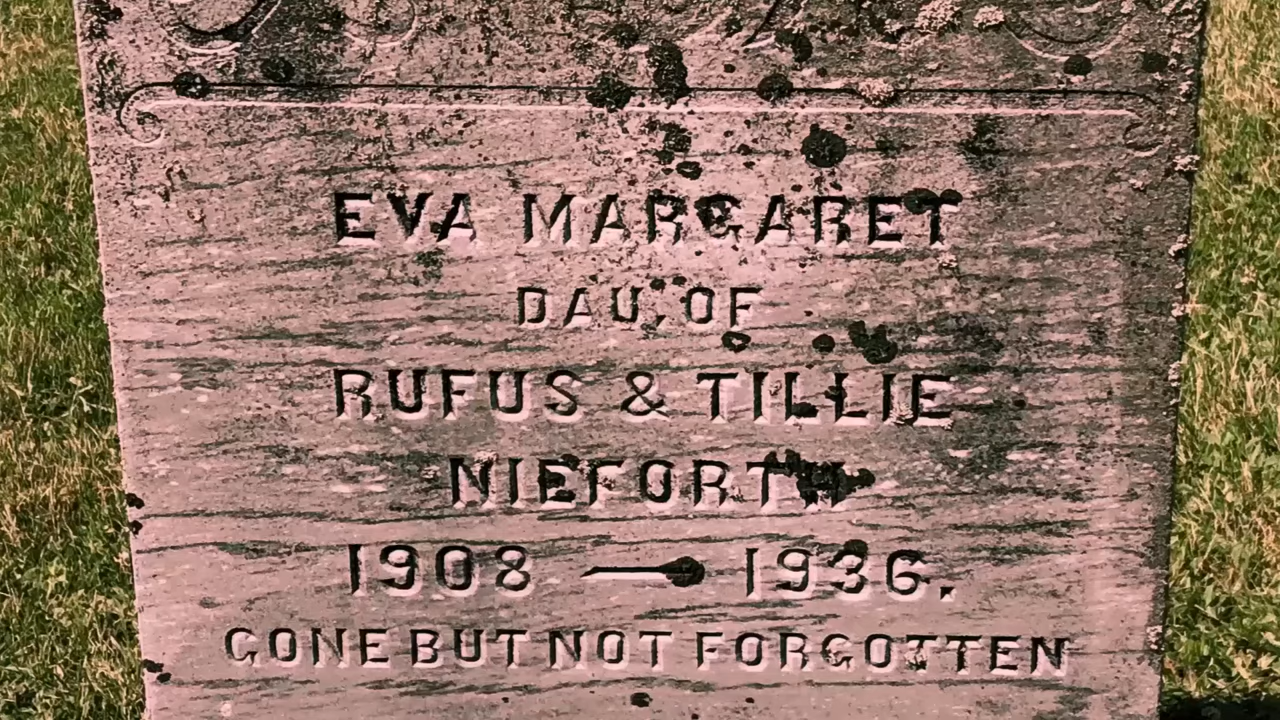 EVA MARGARET
DAU. OF
RUFUS & TILLIE
NIEFORTH
1908 — 1936.
GONE BUT NOT FORGOTTEN